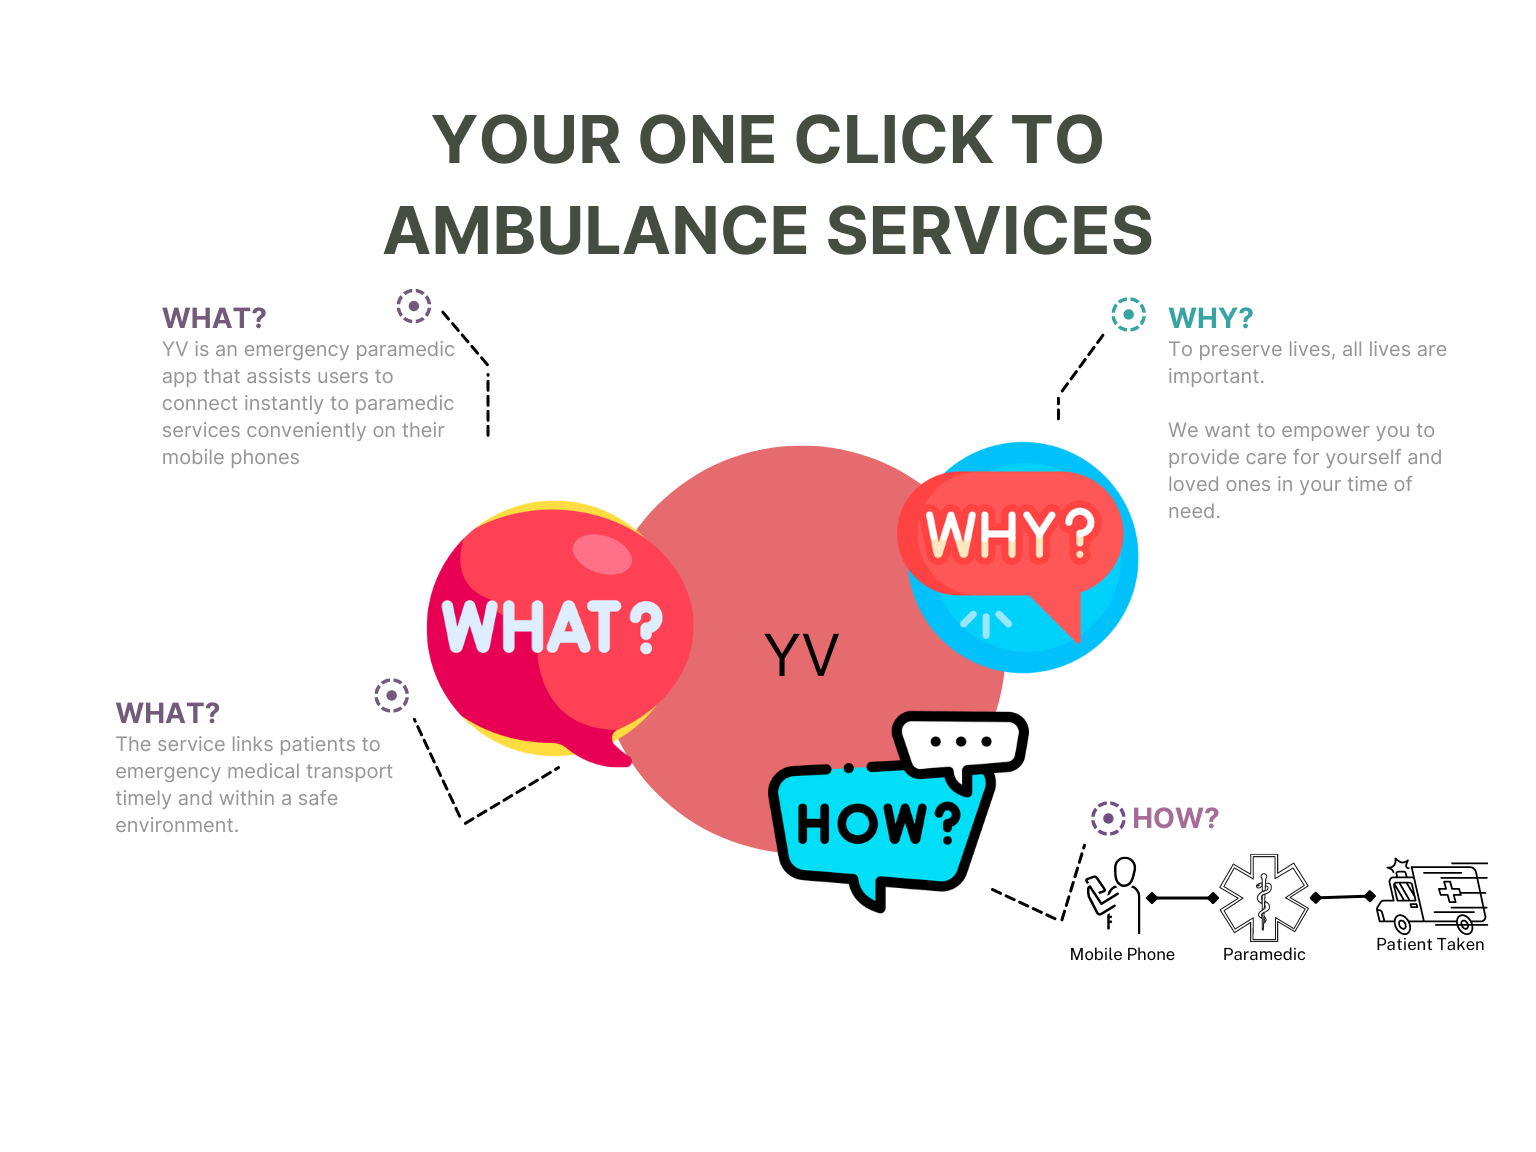 YOUR ONE CLICK TO
AMBULANCE SERVICES
WHAT?
YV is an emergency paramedic
app that assists users to
connect instantly to paramedic
services conveniently on their
mobile phones
WHY?
To preserve lives, all lives are
important.
We want to empower you to
provide care for yourself and
loved ones in your time of
need.
WHY?
WHAT?
YV
WHAT?
The service links patients to
emergency medical transport
timely and within a safe
environment.
HOW?
HOW?
Mobile Phone
Paramedic
Patient Taken